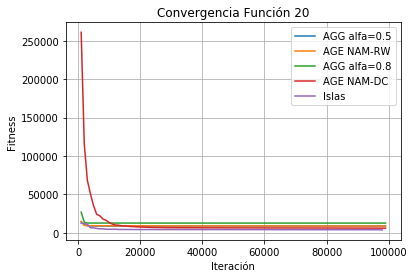 Convergencia Función 20
AGG alfa=0.5
AGE NAM-RW
AGG alfa=0.8
AGE NAM-DC
Islas
250000
200000
150000
100000
50000
0
Fitness
0 20000 40000 60000 80000 100000
Iteración